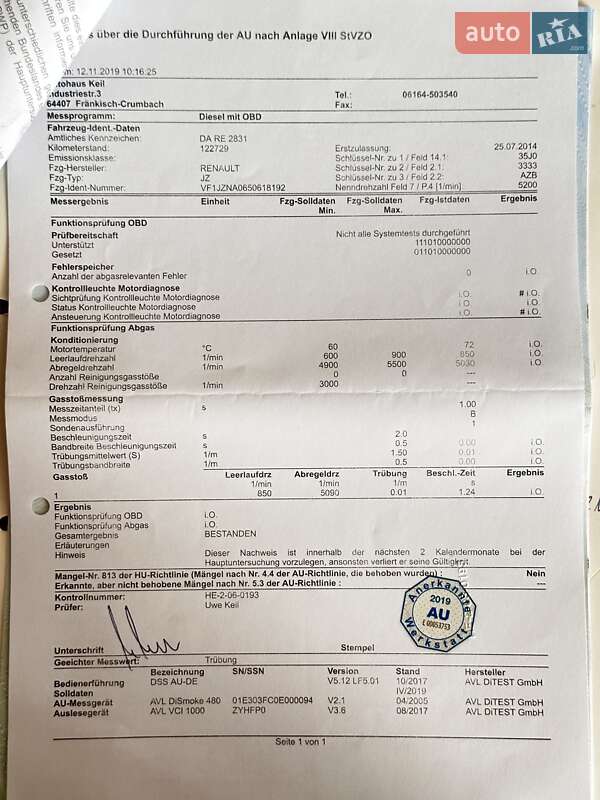 auto RIA .com
s über die Durchführung der AU nach Anlage VIII StVZO
m: 12.11.2019 10.16.25
Autohaus Keil
Industriestr.3 Tel.: 06164-503540
64407 Fränkisch-Crumbach Fax:
Messprogramm: Diesel mit OBD
Fahrzeug-Ident.-Daten
Amtliches Kennzeichen: DA RE 2831
Kilometerstand: 122729 Erstzulassung: 25.07.2014
Emissionsklasse: Schlüssel-Nr. zu 1 / Feld 14.1: 35J0
Fzg-Hersteller: RENAULT Schlüssel-Nr. zu 2 / Feld 2.1: 3333
Fzg-Typ: JZ Schlüssel-Nr. zu 3 / Feld 2.2: AZB
Fzg-Ident-Nummer: VF1JZNA0650618192 Nenndrehzahl Feld 7 / P.4 [1/min] 5200
Messergebnis Einheit Fzg-Solldaten Min. Fzg-Solldaten Max. Fzg-Istdaten Ergebnis
Funktionsprüfung OBD
Prüfbereitschaft Nicht alle Systemtests durchgeführt
Unterstützt 111010000000
Gesetzt 011010000000
Fehlerspeicher
Anzahl der abgasrelevanten Fehler 0 i.O.
Kontrollleuchte Motordiagnose
Sichtprüfung Kontrollleuchte Motordiagnose i.O. # i.O.
Status Kontrollleuchte Motordiagnose i.O. i.O.
Ansteuerung Kontrollleuchte Motordiagnose i.O. # i.O.
Funktionsprüfung Abgas
Konditionierung
Motortemperatur °C 60 72 i.O.
Leerlaufdrehzahl 1/min 600 900 850 i.O.
Abregeldrehzahl 1/min 4900 5500 5030 i.O.
Anzahl Reinigungsgasstöße 0 0 --- i.O.
Drehzahl Reinigungsgasstöße 1/min 3000 --- i.O.
Gasstoßmessung
Messzeitanteil (tx) s 1.00
Messmodus B
Sondenausführung 1
Beschleunigungszeit s 2.0
Bandbreite Beschleunigungszeit s 0.5 0.00 i.O.
Trübungsmittelwert (S) 1/m 1.50 0.01 i.O.
Trübungsbandbreite 1/m 0.5 0.00 i.O.
Gasstoß Leerlaufdrz Abregeldrz Trübung Beschl.-Zeit Ergebnis
1/min 1/min 1/m s
1 850 5090 0.01 1.24 i.O.
Ergebnis
Funktionsprüfung OBD i.O.
Funktionsprüfung Abgas i.O.
Gesamtergebnis BESTANDEN
Erläuterungen
Hinweis Dieser Nachweis ist innerhalb der nächsten 2 Kalendermonate bei der
Hauptuntersuchung vorzulegen, ansonsten verliert er seine Gültigkeit.
Mangel-Nr. 813 der HU-Richtlinie (Mängel nach Nr. 4.4 der AU-Richtlinie, die behoben wurden) : Nein
Erkannte, aber nicht behobene Mängel nach Nr. 5.3 der AU-Richtlinie : ---
Kontrollnummer: HE-2-06-0193
Prüfer: Uwe Keil
Anerkannte
2019
AU
E 00053753
Werkstatt
Unterschrift Stempel
Geeichter Messwert: Trübung
Bezeichnung SN/SSN Version Stand Hersteller
Bedienerführung DSS AU-DE V5.12 LF5.01 10/2017 AVL DiTEST GmbH
Solldaten IV/2019
AU-Messgerät AVL DiSmoke 480 01E303FC0E000094 V2.1 04/2005 AVL DiTEST GmbH
Auslesegerät AVL VCI 1000 ZYHFP0 V3.6 08/2017 AVL DiTEST GmbH
Seite 1 von 1